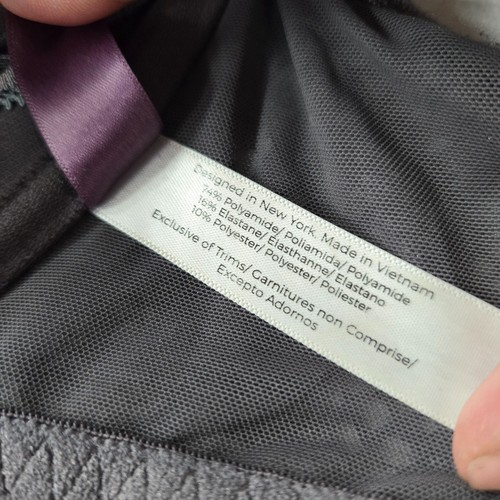 Designed in New York. Made in Vietnam
74% Polyamide/ Poliamida/ Polyamide
16% Elastane/ Elasthanne/ Elastano
10% Polyester/ Polyester/ Poliester
Exclusive of Trims/ Garnitures non Comprise/
Excepto Adornos